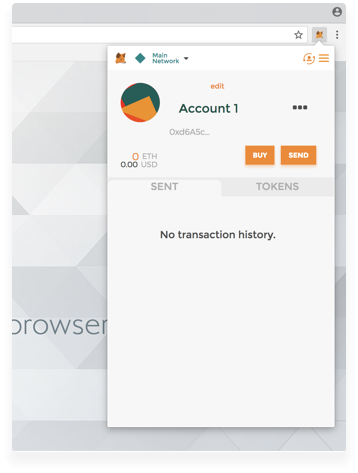 Main
Network
edit
Account 1
0xd6A5c...
0 ETH
0.00 USD
BUY
SEND
SENT
TOKENS
No transaction history.
browser